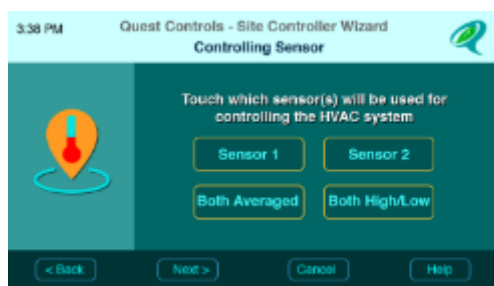 3:38 PM
Quest Controls - Site Controller Wizard
Controlling Sensor
Touch which sensor(s) will be used for
controlling the HVAC system
Sensor 1
Sensor 2
Both Averaged
Both High/Low
< Back
Next >
Cancel
Help